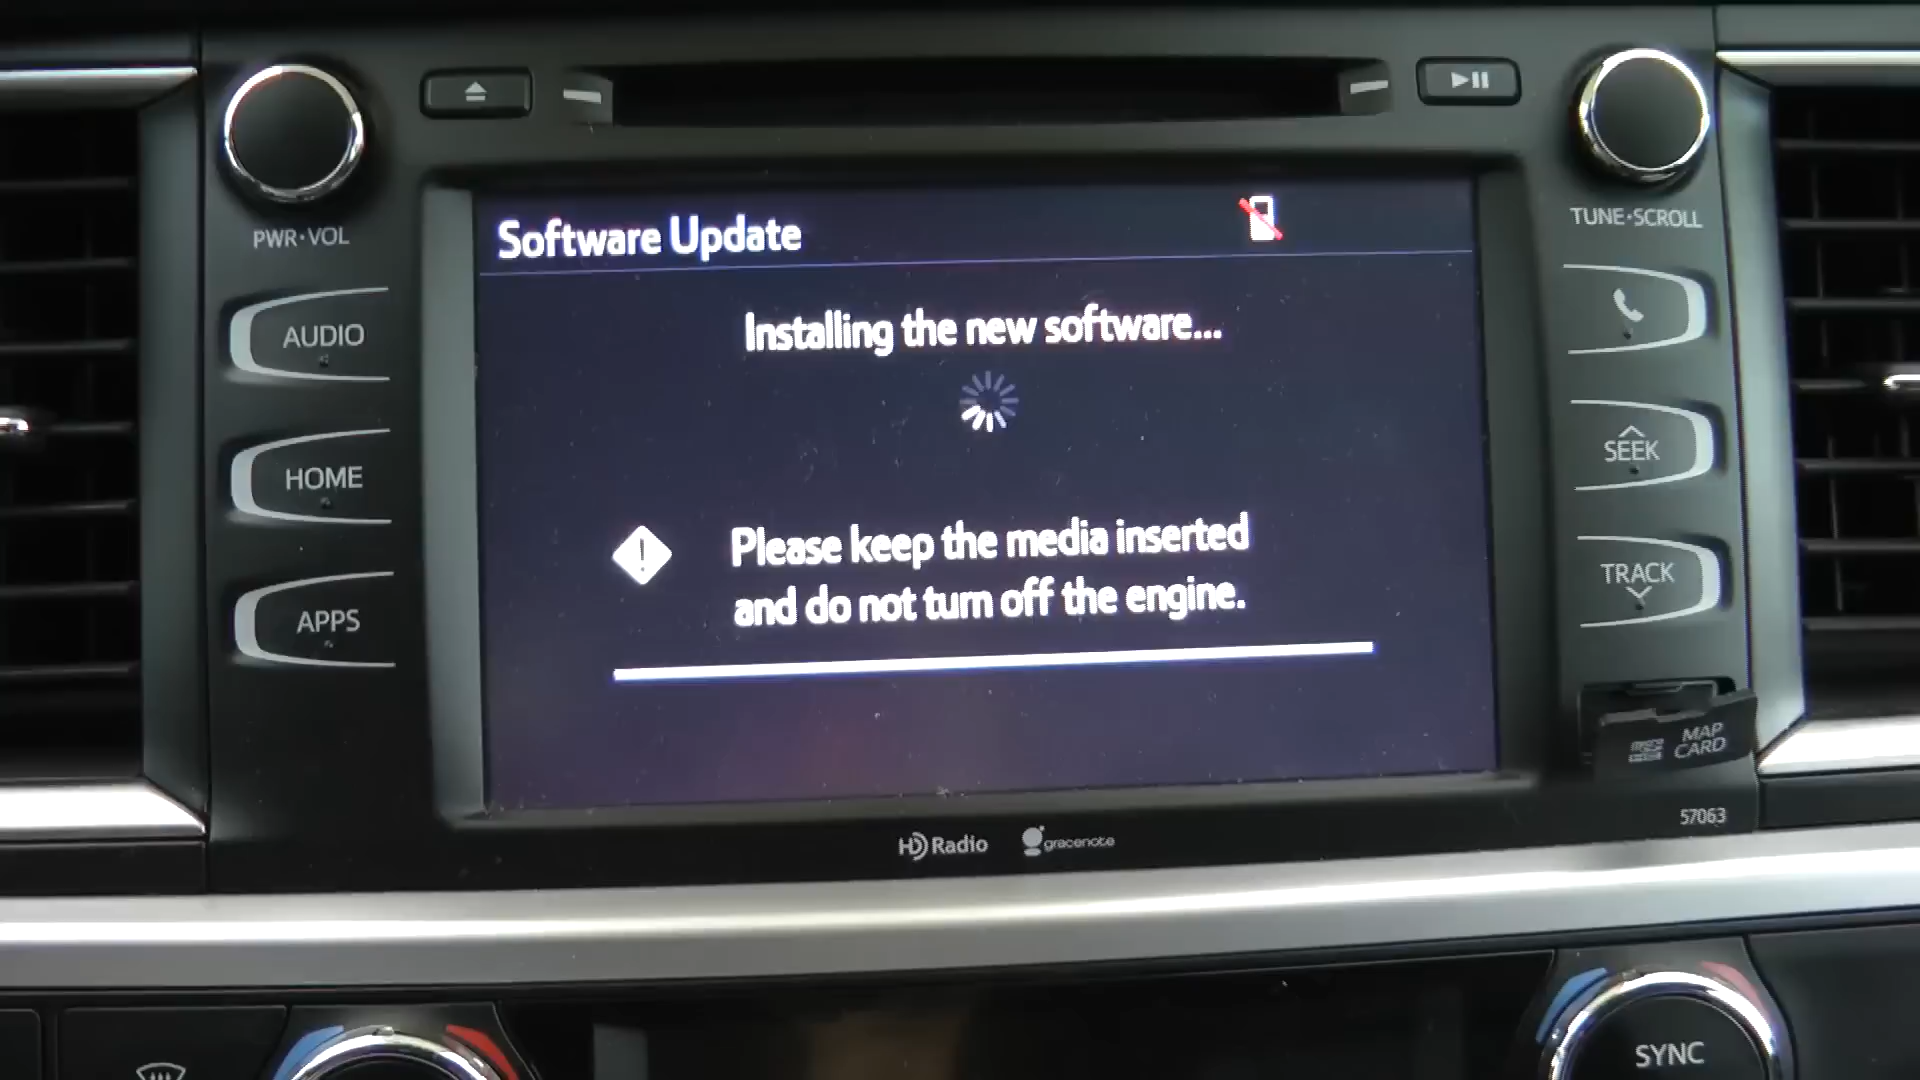 PWR•VOL
TUNE•SCROLL
Software Update
AUDIO
Installing the new software...
HOME
SEEK
Please keep the media inserted
and do not turn off the engine.
TRACK
APPS
MAP
CARD
57063
HD Radio
gracenote
SYNC